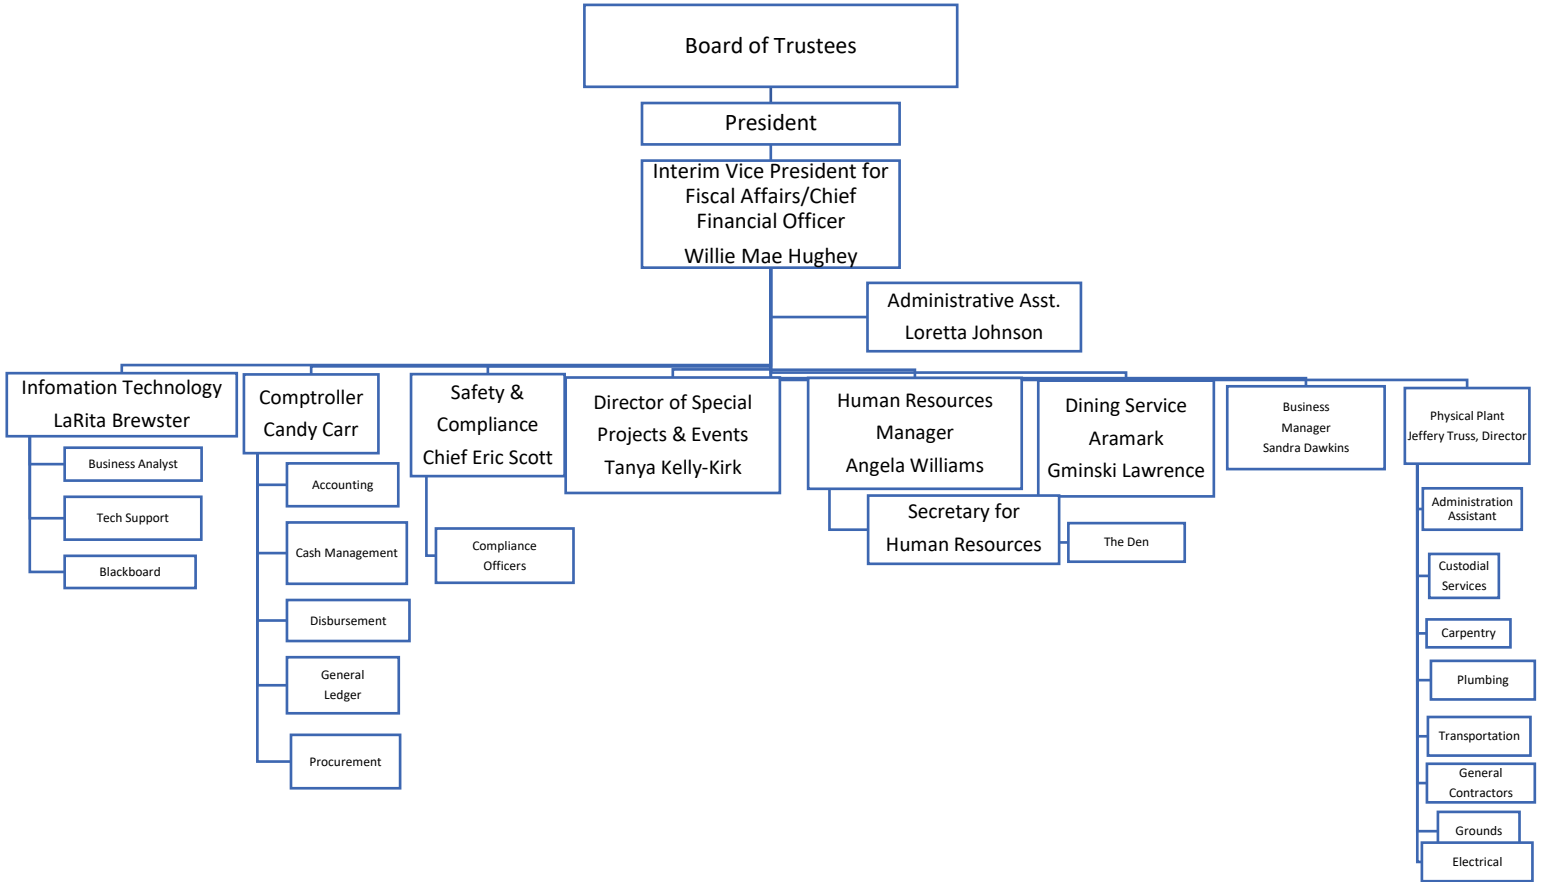 Board of Trustees
President
Interim Vice President for
Fiscal Affairs/Chief
Financial Officer
Willie Mae Hughey
Administrative Asst.
Loretta Johnson
Infomation Technology
LaRita Brewster
Business Analyst
Tech Support
Blackboard
Comptroller
Candy Carr
Accounting
Cash Management
Disbursement
General
Ledger
Procurement
Safety &
Compliance
Chief Eric Scott
Compliance
Officers
Director of Special
Projects & Events
Tanya Kelly-Kirk
Human Resources
Manager
Angela Williams
Secretary for
Human Resources
Dining Service
Aramark
Gminski Lawrence
The Den
Business
Manager
Sandra Dawkins
Physical Plant
Jeffery Truss, Director
Administration
Assistant
Custodial
Services
Carpentry
Plumbing
Transportation
General
Contractors
Grounds
Electrical